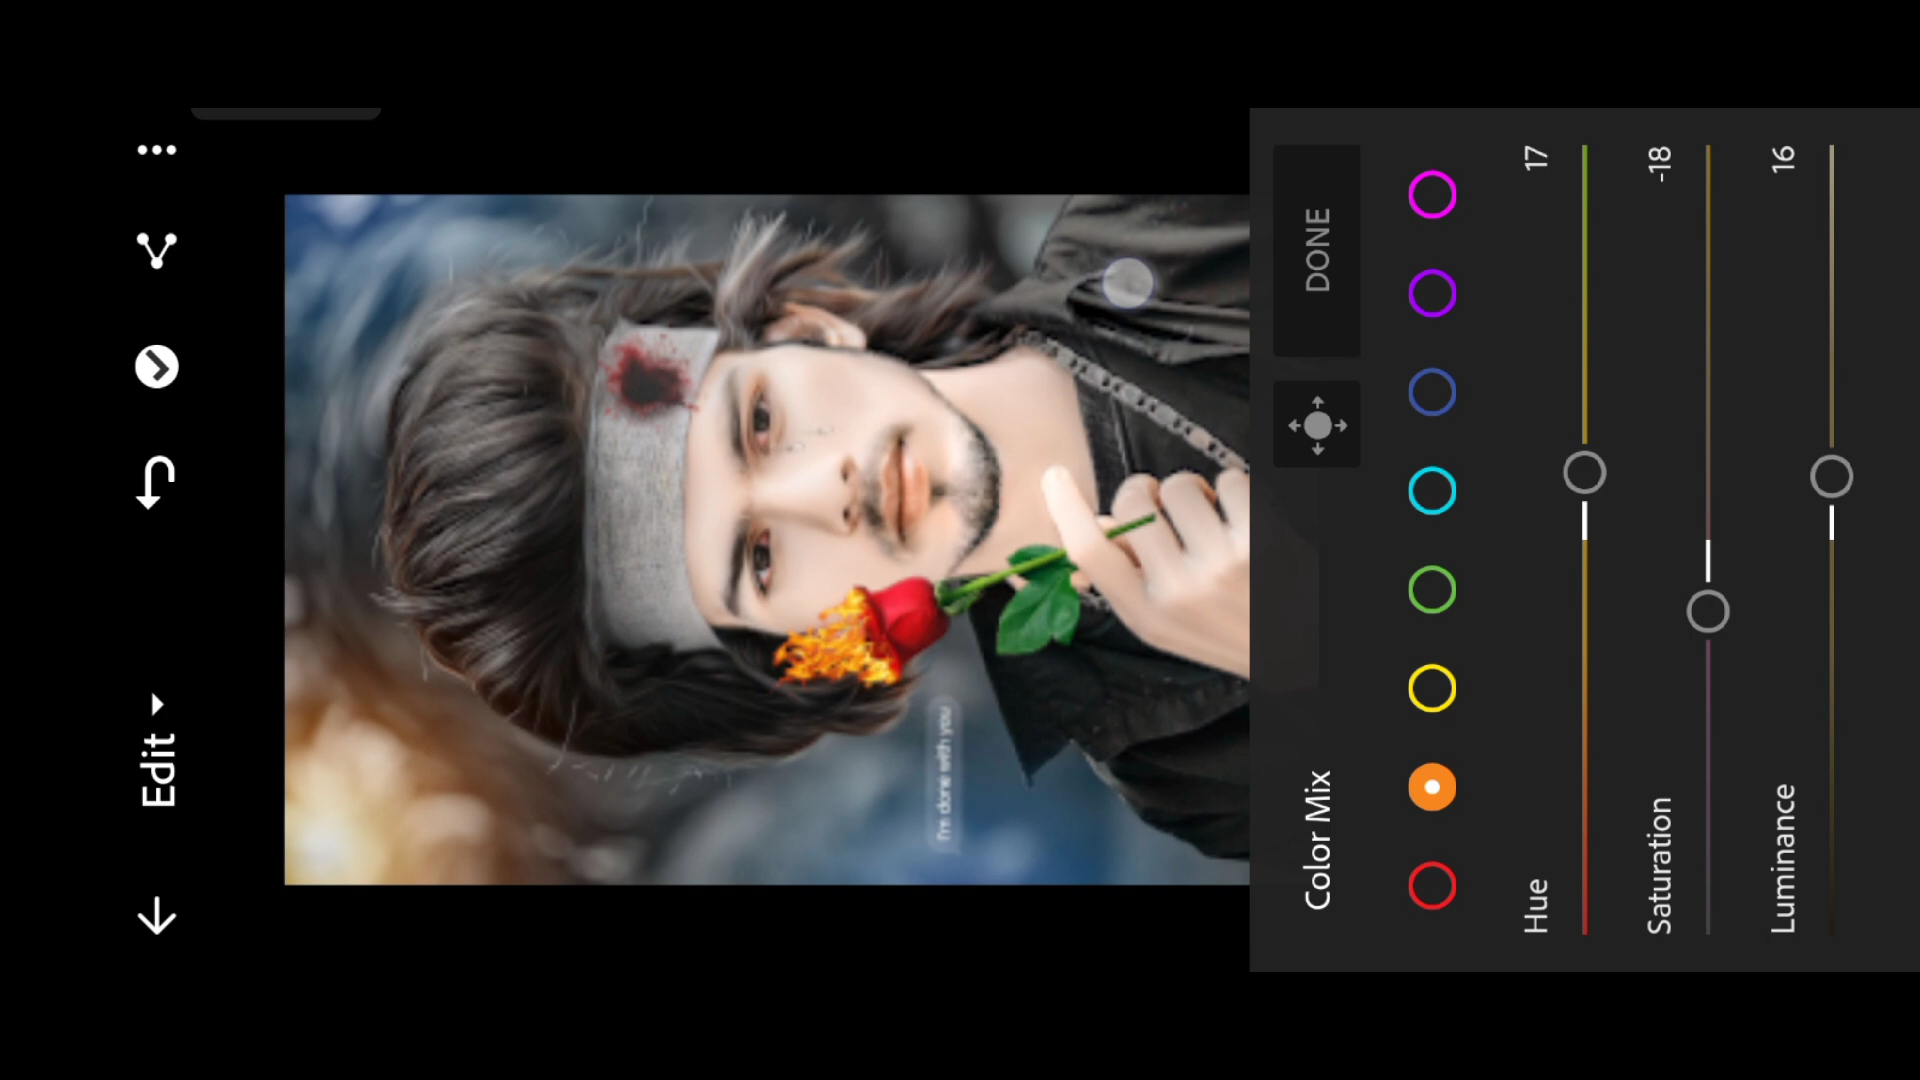 Edit
I'm done with you
Color Mix
DONE
Hue
17
Saturation
-18
Luminance
16